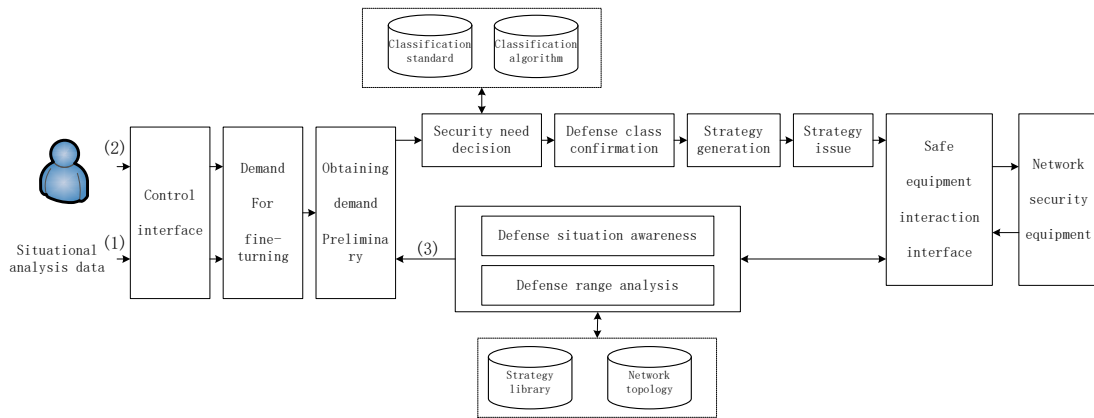 Classification
standard
Classification
algorithm
(2)
Situational
analysis data
(1)
Control
interface
Demand
For
fine-
turning
Obtaining
demand
Prelimina
ry
Security need
decision
Defense class
confirmation
Strategy
generation
Strategy
issue
Safe
equipment
interaction
interface
Network
security
equipment
(3)
Defense situation awareness
Defense range analysis
Strategy
library
Network
topology